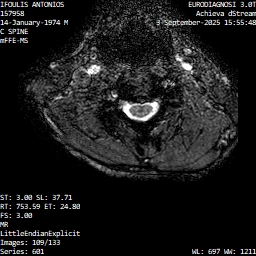 IFOULIS ANTONIOS
157958
14-January-1974 M
C SPINE
mFFE-MS
EURODIAGNOSI 3.0T
Achieva dStream
3-September-2025 15:55:48
ST: 3.00 SL: 37.71
RT: 753.59 ET: 24.80
FS: 3.00
MR
LittleEndianExplicit
Images: 109/133
Series: 601
WL: 697 WW: 1211